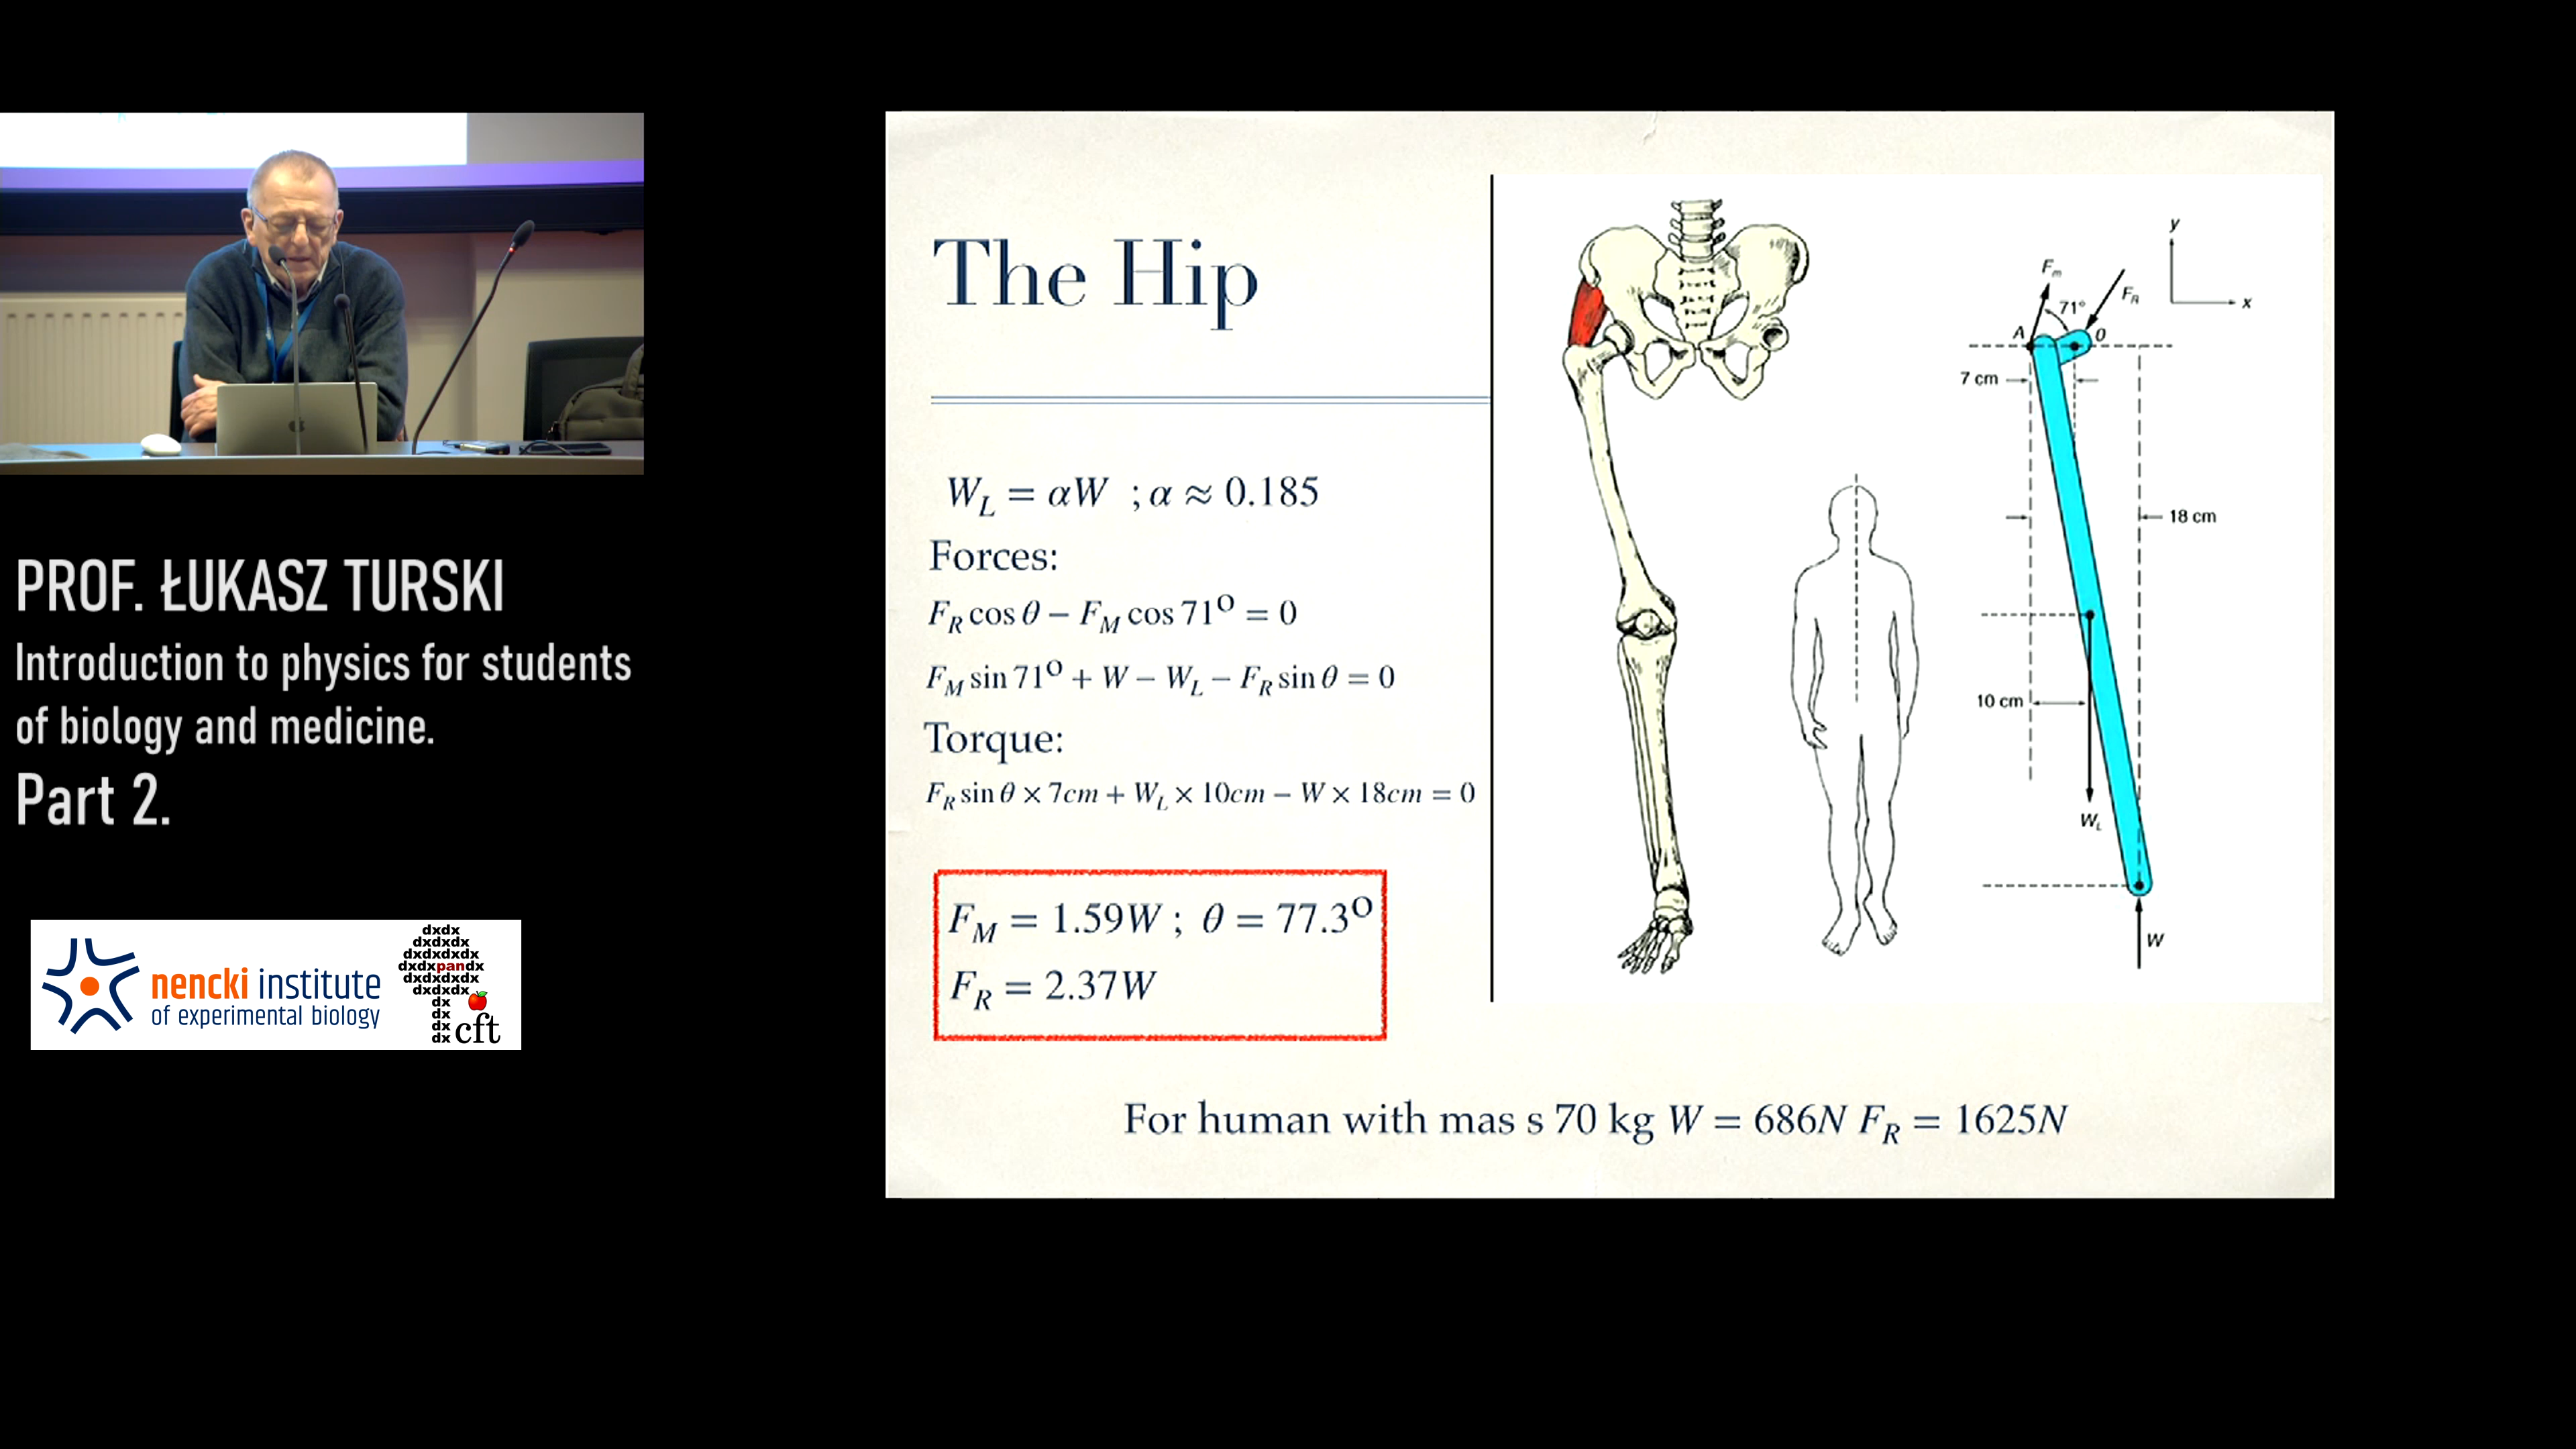 PROF. ŁUKASZ TURSKI
Introduction to physics for students
of biology and medicine.
Part 2.
nencki institute
of experimental biology
dxdx
dxdxdx
dxdxdxdx
dxdxpandx
dxdxdxdx
dxdxdx
dx
dx
dx
dx cft
The Hip
W_L = αW ; α ≈ 0.185
Forces:
F_R cos θ − F_M cos 71° = 0
F_M sin 71° + W − W_L − F_R sin θ = 0
Torque:
F_R sin θ × 7cm + W_L × 10cm − W × 18cm = 0
F_M = 1.59W ; θ = 77.3°
F_R = 2.37W
y
x
F_m
71°
F_R
A
O
7 cm
18 cm
10 cm
W_L
W
For human with mas s 70 kg W = 686N F_R = 1625N